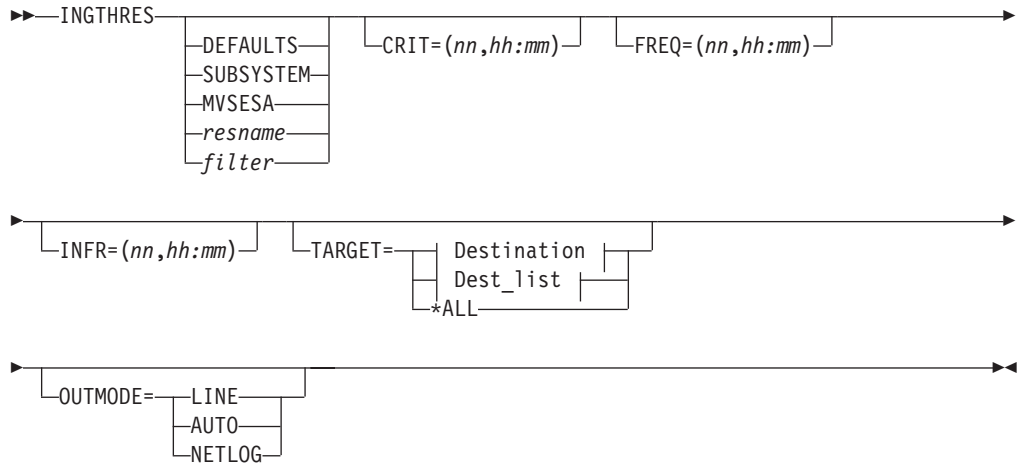 INGTHRES
DEFAULTS
SUBSYSTEM
MVSESA
resname
filter
CRIT=(nn,hh:mm)
FREQ=(nn,hh:mm)
INFR=(nn,hh:mm)
TARGET=
Destination
Dest_list
*ALL
OUTMODE=
LINE
AUTO
NETLOG